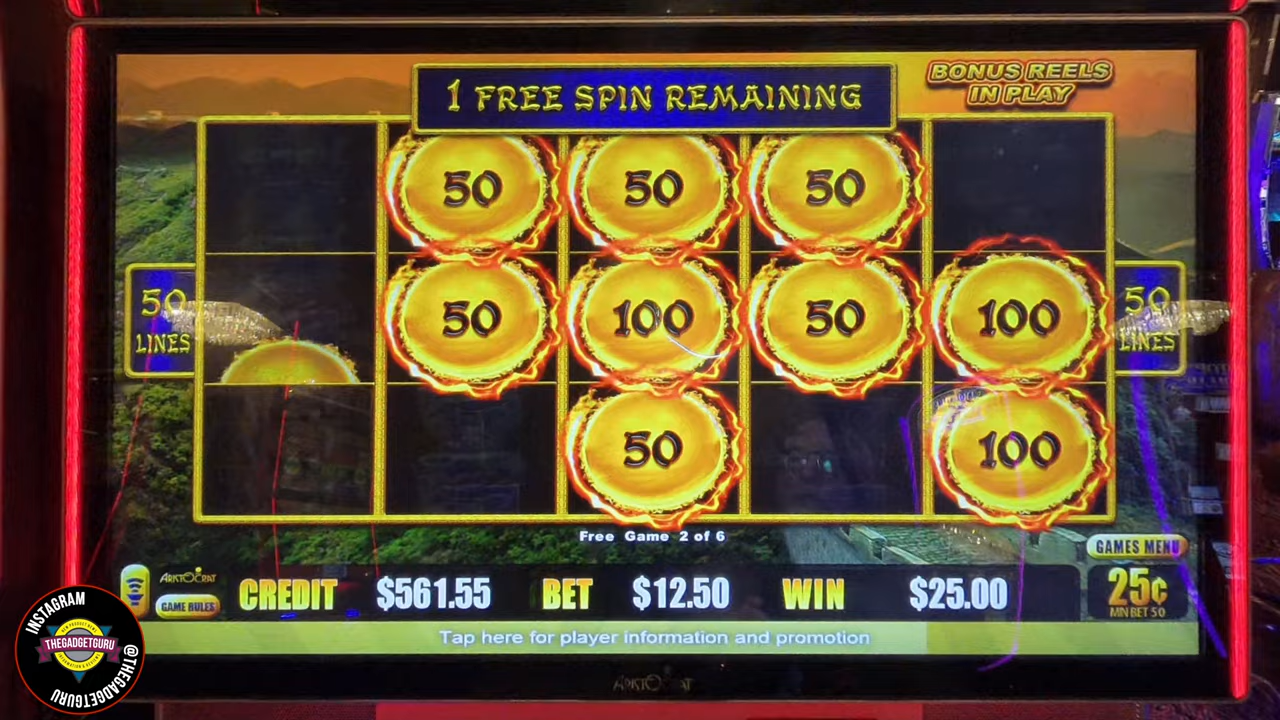 1 FREE SPIN REMAINING
BONUS REELS
IN PLAY
50 50 50
50 100 50 100
50 100
50
LINES
50
LINES
Free Game 2 of 6
GAMES MENU
ARISTOCRAT
GAME RULES
CREDIT $561.55 BET $12.50 WIN $25.00
25¢
MIN BET 50
Tap here for player information and promotion
ARISTOCRAT
INSTAGRAM
THEGADGETGURU
@THEGADGETGURU